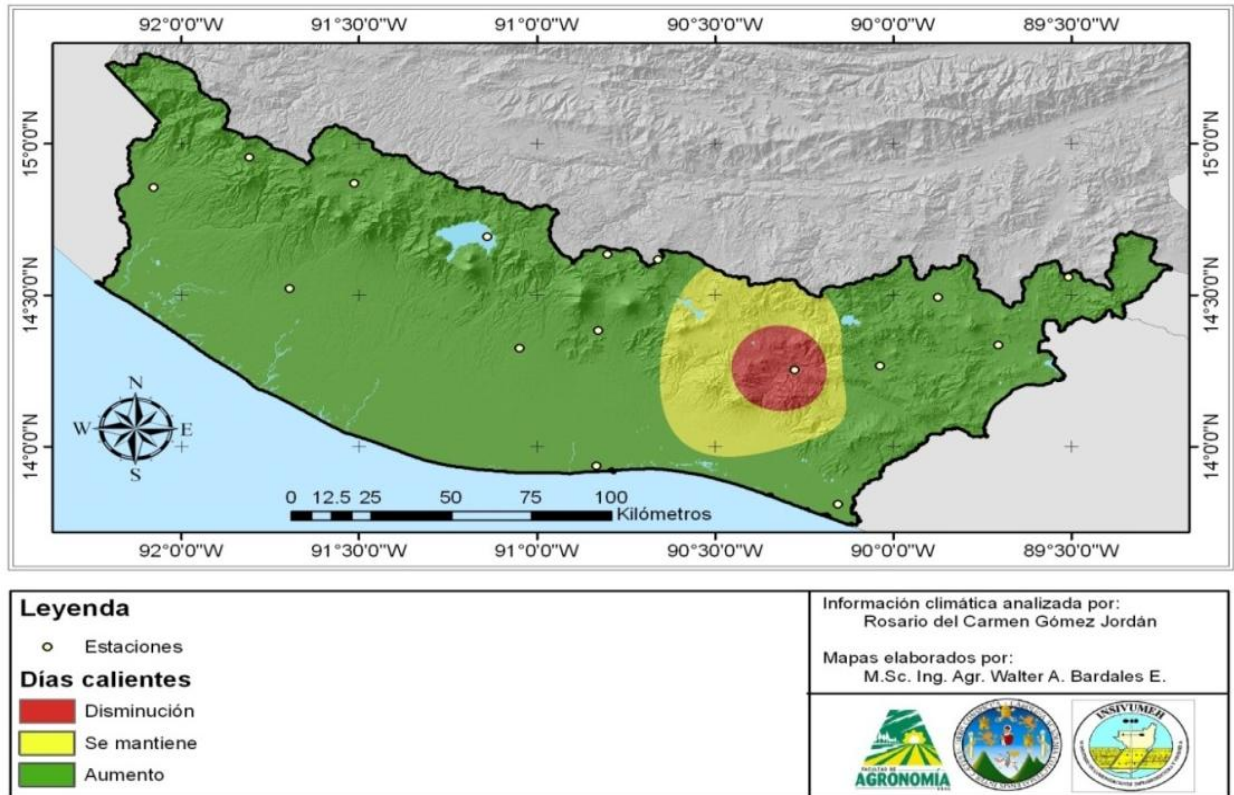 92°0'0"W 91°30'0"W 91°0'0"W 90°30'0"W 90°0'0"W 89°30'0"W
15°0'0"N 15°0'0"N
14°30'0"N 14°30'0"N
14°0'0"N 14°0'0"N
N
W E
S
0 12.5 25 50 75 100
Kilómetros
92°0'0"W 91°30'0"W 91°0'0"W 90°30'0"W 90°0'0"W 89°30'0"W
Leyenda
Estaciones
Días calientes
Disminución
Se mantiene
Aumento
Información climática analizada por:
Rosario del Carmen Gómez Jordán
Mapas elaborados por:
M.Sc. Ing. Agr. Walter A. Bardales E.
FACULTAD DE
AGRONOMÍA
INSIVUMEH